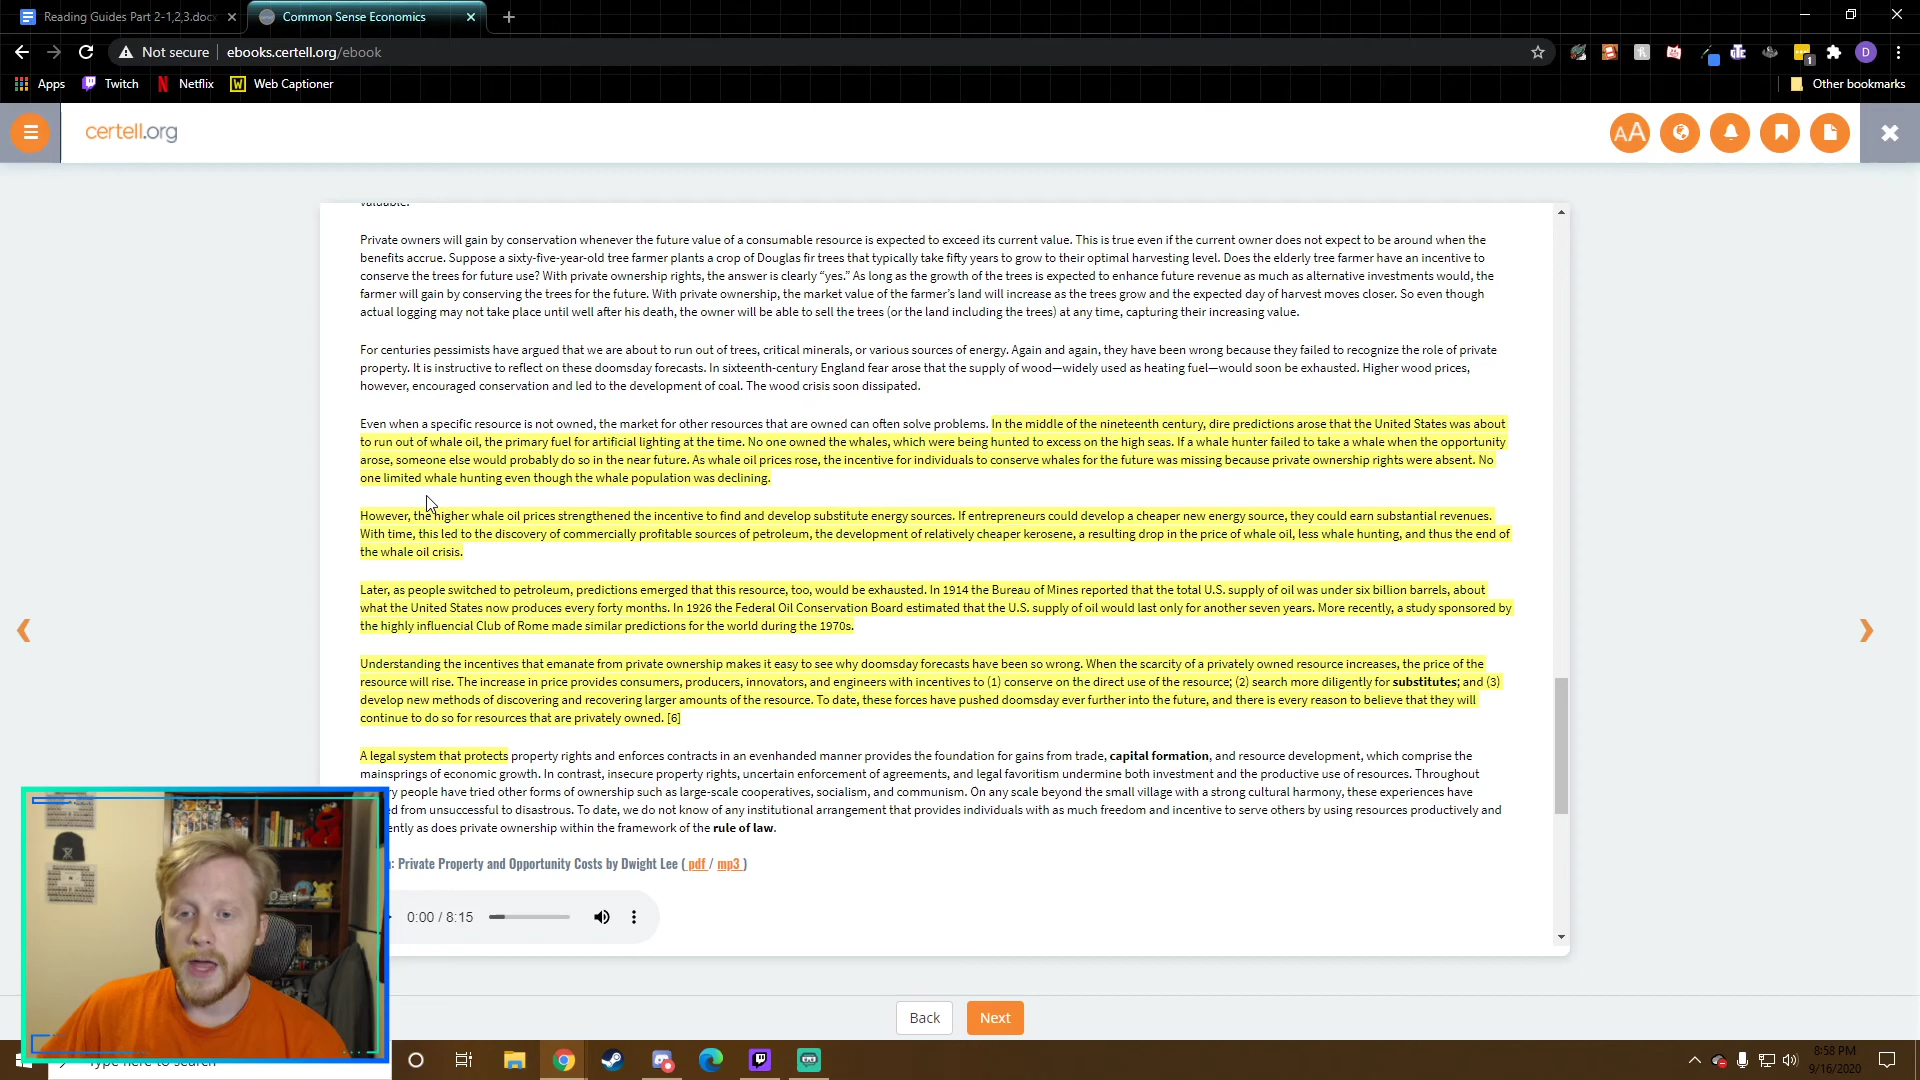 Reading Guides Part 2-1,2,3.docx
Common Sense Economics
Not secure
ebooks.certell.org/ebook
D
1
Apps
Twitch
Netflix
Web Captioner
Other bookmarks
certell.org
AA
valuable.
Private owners will gain by conservation whenever the future value of a consumable resource is expected to exceed its current value. This is true even if the current owner does not expect to be around when the
benefits accrue. Suppose a sixty-five-year-old tree farmer plants a crop of Douglas fir trees that typically take fifty years to grow to their optimal harvesting level. Does the elderly tree farmer have an incentive to
conserve the trees for future use? With private ownership rights, the answer is clearly “yes.” As long as the growth of the trees is expected to enhance future revenue as much as alternative investments would, the
farmer will gain by conserving the trees for the future. With private ownership, the market value of the farmer’s land will increase as the trees grow and the expected day of harvest moves closer. So even though
actual logging may not take place until well after his death, the owner will be able to sell the trees (or the land including the trees) at any time, capturing their increasing value.
For centuries pessimists have argued that we are about to run out of trees, critical minerals, or various sources of energy. Again and again, they have been wrong because they failed to recognize the role of private
property. It is instructive to reflect on these doomsday forecasts. In sixteenth-century England fear arose that the supply of wood—widely used as heating fuel—would soon be exhausted. Higher wood prices,
however, encouraged conservation and led to the development of coal. The wood crisis soon dissipated.
Even when a specific resource is not owned, the market for other resources that are owned can often solve problems. In the middle of the nineteenth century, dire predictions arose that the United States was about
to run out of whale oil, the primary fuel for artificial lighting at the time. No one owned the whales, which were being hunted to excess on the high seas. If a whale hunter failed to take a whale when the opportunity
arose, someone else would probably do so in the near future. As whale oil prices rose, the incentive for individuals to conserve whales for the future was missing because private ownership rights were absent. No
one limited whale hunting even though the whale population was declining.
However, the higher whale oil prices strengthened the incentive to find and develop substitute energy sources. If entrepreneurs could develop a cheaper new energy source, they could earn substantial revenues.
With time, this led to the discovery of commercially profitable sources of petroleum, the development of relatively cheaper kerosene, a resulting drop in the price of whale oil, less whale hunting, and thus the end of
the whale oil crisis.
Later, as people switched to petroleum, predictions emerged that this resource, too, would be exhausted. In 1914 the Bureau of Mines reported that the total U.S. supply of oil was under six billion barrels, about
what the United States now produces every forty months. In 1926 the Federal Oil Conservation Board estimated that the U.S. supply of oil would last only for another seven years. More recently, a study sponsored by
the highly influencial Club of Rome made similar predictions for the world during the 1970s.
Understanding the incentives that emanate from private ownership makes it easy to see why doomsday forecasts have been so wrong. When the scarcity of a privately owned resource increases, the price of the
resource will rise. The increase in price provides consumers, producers, innovators, and engineers with incentives to (1) conserve on the direct use of the resource; (2) search more diligently for substitutes; and (3)
develop new methods of discovering and recovering larger amounts of the resource. To date, these forces have pushed doomsday ever further into the future, and there is every reason to believe that they will
continue to do so for resources that are privately owned. [6]
A legal system that protects property rights and enforces contracts in an evenhanded manner provides the foundation for gains from trade, capital formation, and resource development, which comprise the
mainsprings of economic growth. In contrast, insecure property rights, uncertain enforcement of agreements, and legal favoritism undermine both investment and the productive use of resources. Throughout
people have tried other forms of ownership such as large-scale cooperatives, socialism, and communism. On any scale beyond the small village with a strong cultural harmony, these experiences have
from unsuccessful to disastrous. To date, we do not know of any institutional arrangement that provides individuals with as much freedom and incentive to serve others by using resources productively and
as does private ownership within the framework of the rule of law.
: Private Property and Opportunity Costs by Dwight Lee ( pdf / mp3 )
0:00 / 8:15
Back
Next
Type here to search
8:58 PM
9/16/2020